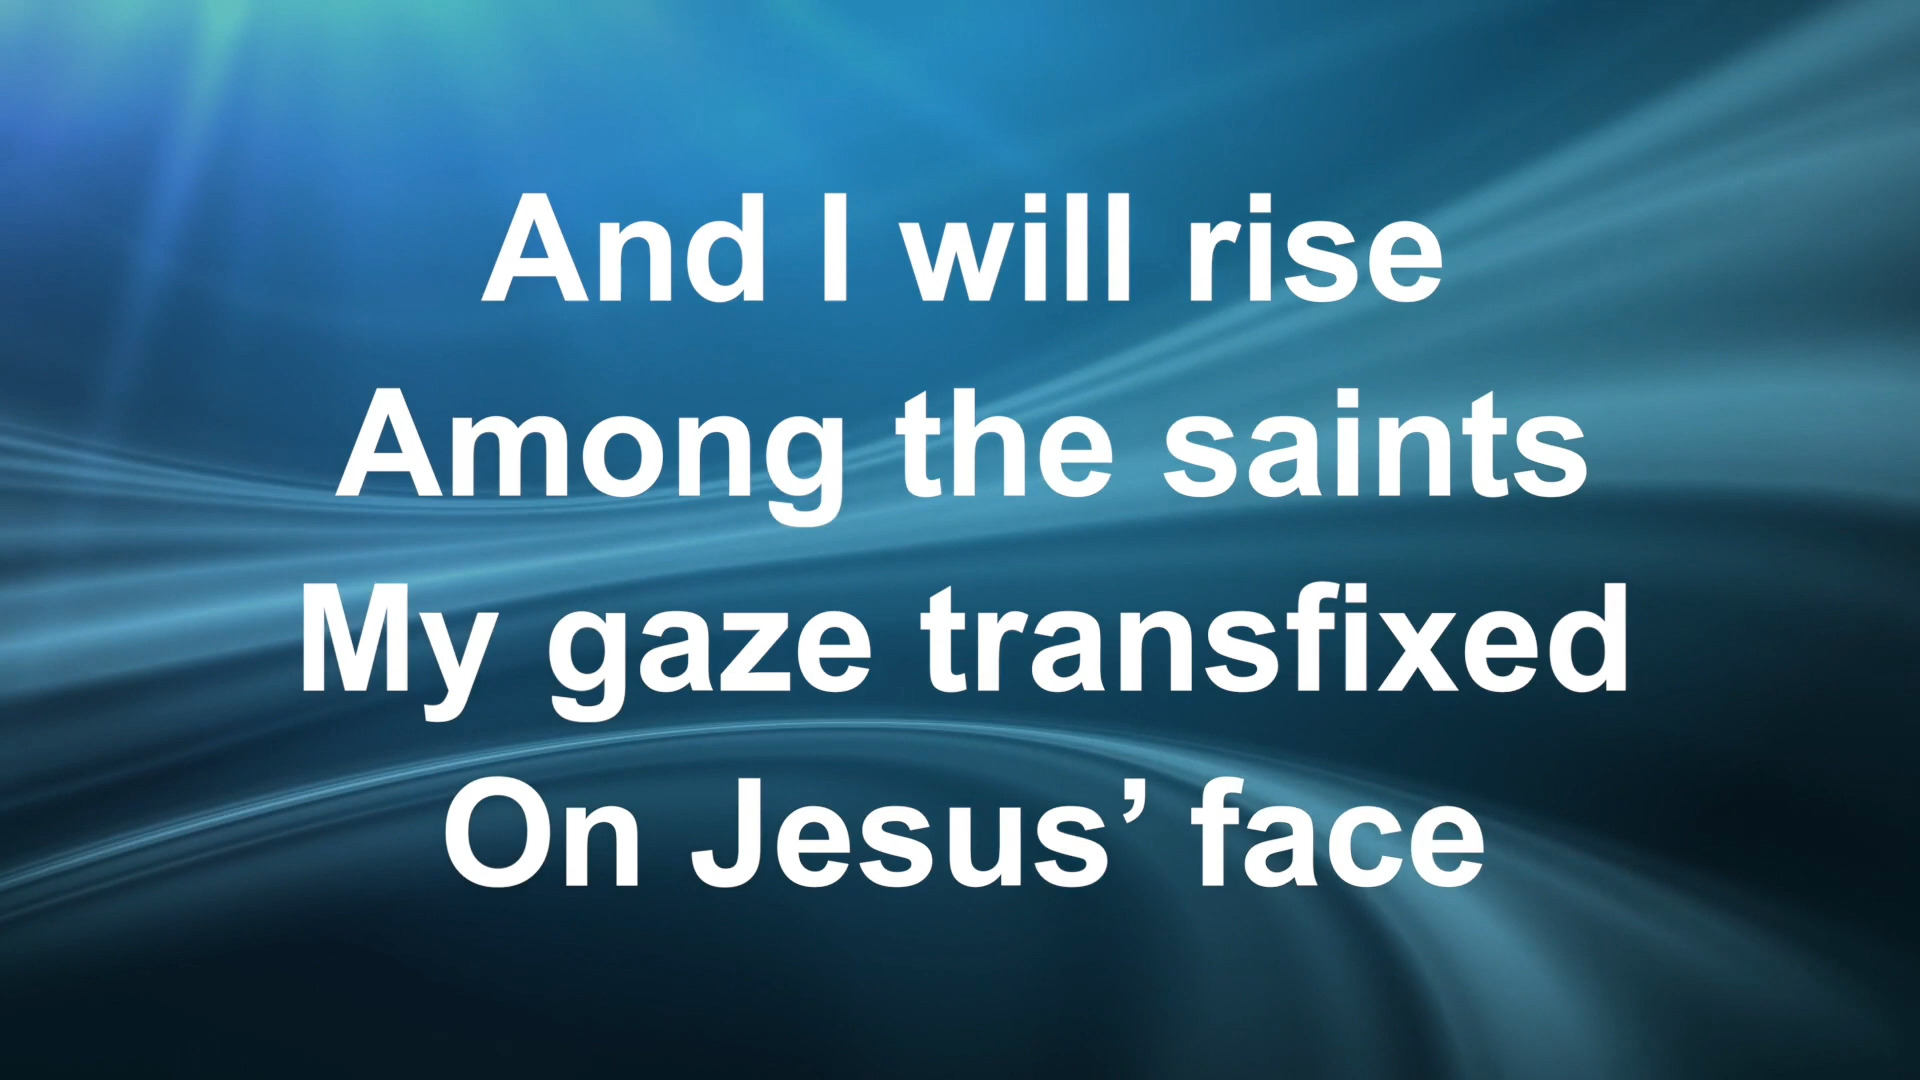 And I will rise
Among the saints
My gaze transfixed
On Jesus’ face